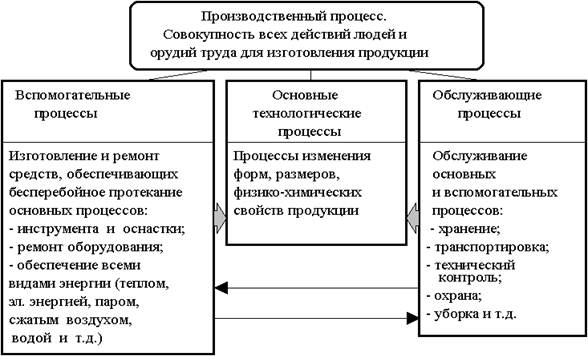 Производственный процесс.
Совокупность всех действий людей и
орудий труда для изготовления продукции
Вспомогательные
процессы
Изготовление и ремонт
средств, обеспечивающих
бесперебойное протекание
основных процессов:
- инструмента и оснастки;
- ремонт оборудования;
- обеспечение всеми
видами энергии (теплом,
эл. энергией, паром,
сжатым воздухом,
водой и т.д.)
Основные
технологические
процессы
Процессы изменения
форм, размеров,
физико-химических
свойств продукции
Обслуживающие
процессы
Обслуживание
основных
и вспомогательных
процессов:
- хранение;
- транспортировка;
- технический
контроль;
- охрана;
- уборка и т.д.